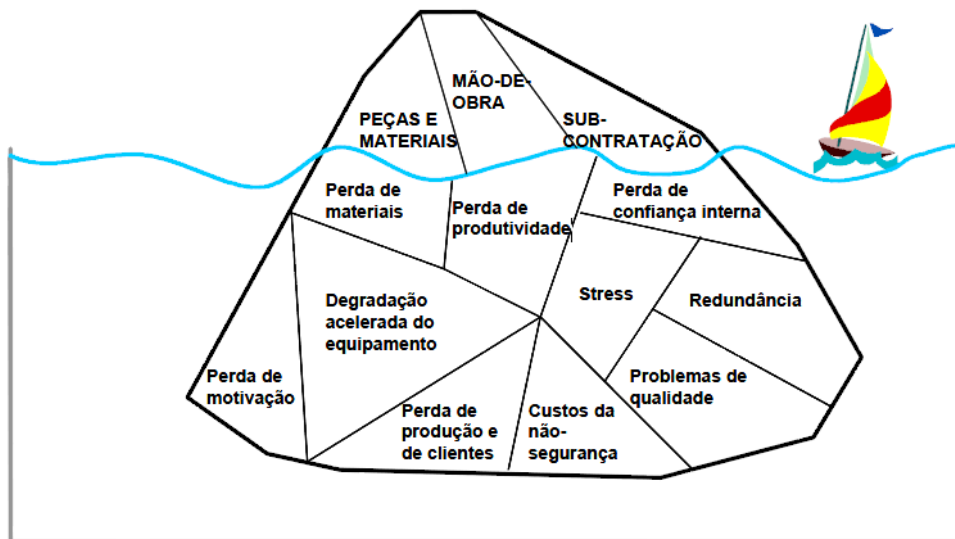 MÃO-DE-
OBRA
PEÇAS E
MATERIAIS
SUB-
CONTRATAÇÃO
Perda de
materiais
Perda de
produtividade
Perda de
confiança interna
Degradação
acelerada do
equipamento
Stress
Redundância
Perda de
motivação
Perda de
produção e
de clientes
Custos da
não-
segurança
Problemas de
qualidade